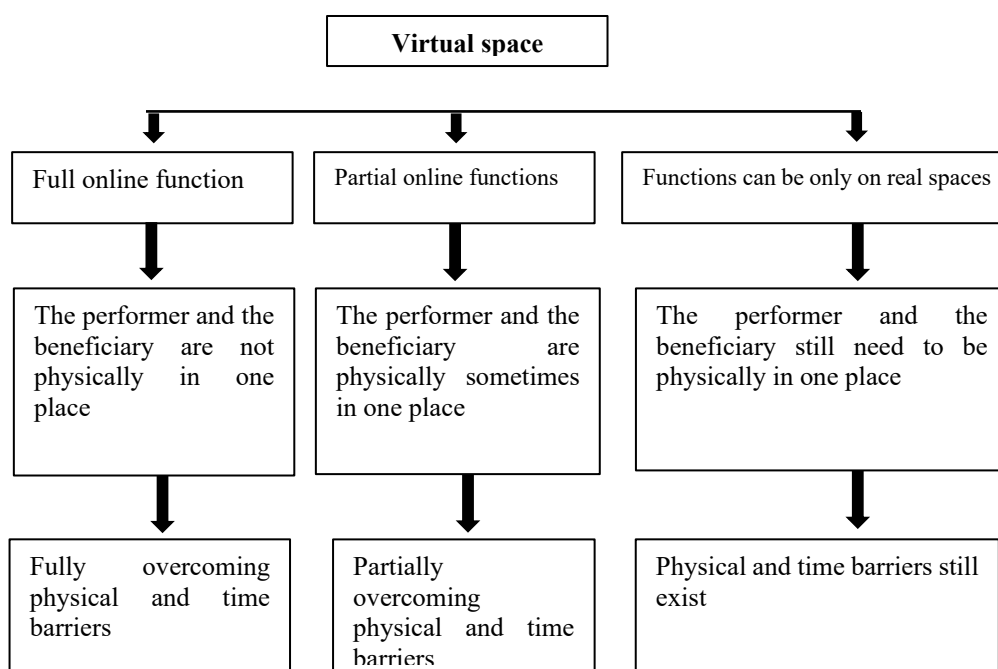 Virtual space
Full online function
Partial online functions
Functions can be only on real spaces
The performer and the
beneficiary are not
physically in one
place
The performer and the
beneficiary are
physically sometimes
in one place
The performer and the
beneficiary still need to be
physically in one place
Fully overcoming
physical and time
barriers
Partially
overcoming
physical and time
barriers
Physical and time barriers still
exist